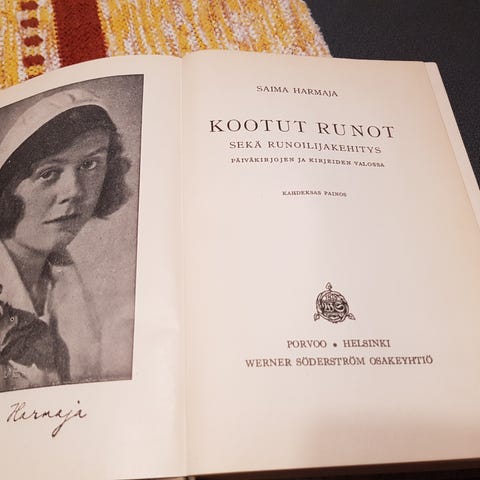 Harmaja
SAIMA HARMAJA
KOOTUT RUNOT
SEKÄ RUNOILIJAKEHITYS
PÄIVÄKIRJOJEN JA KIRJEIDEN VALOSSA
KAHDEKSAS PAINOS
PORVOO • HELSINKI
WERNER SÖDERSTRÖM OSAKEYHTIÖ